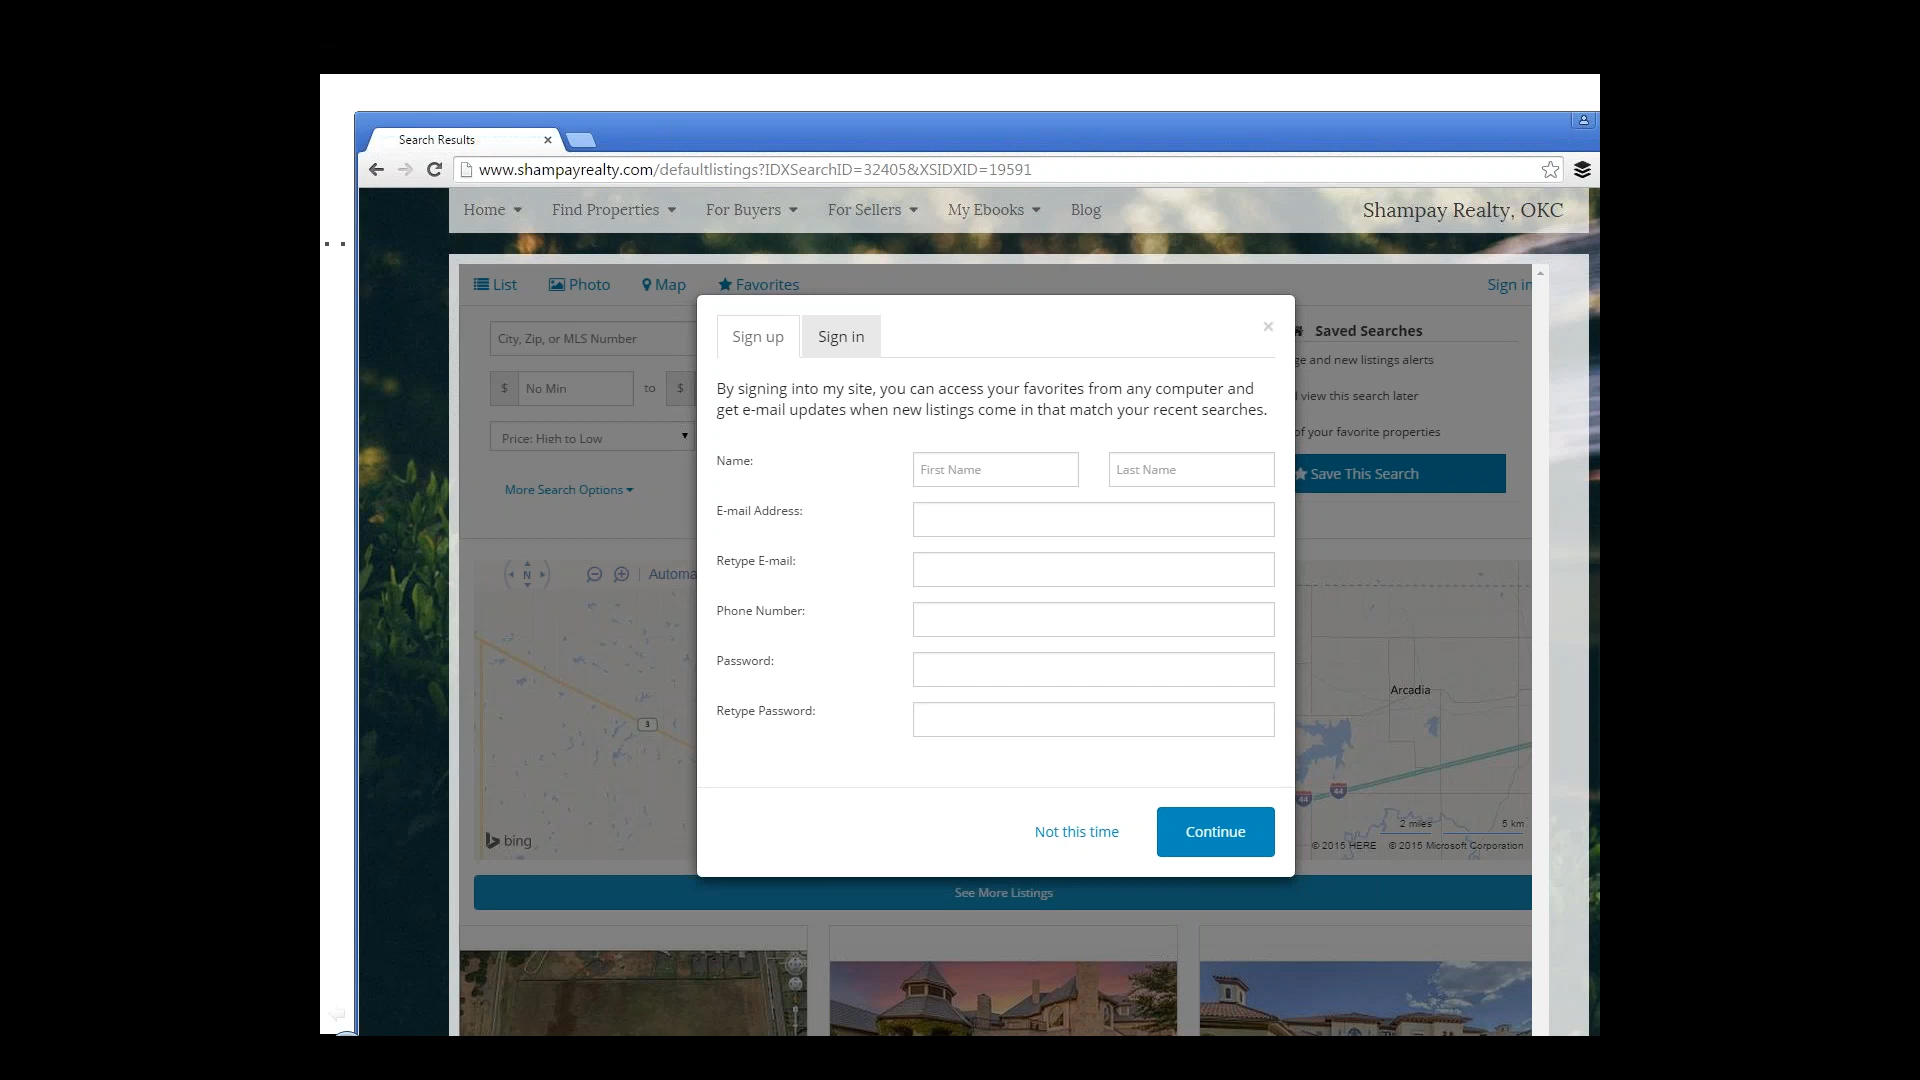 Search Results
www.shampayrealty.com/defaultlistings?IDXSearchID=32405&XSIDXID=19591
Home Find Properties For Buyers For Sellers My Ebooks Blog Shampay Realty, OKC
List Photo Map Favorites Sign in
Sign up Sign in
City, Zip, or MLS Number
Saved Searches
and new listings alerts
$ No Min to $
By signing into my site, you can access your favorites from any computer and
get e-mail updates when new listings come in that match your recent searches.
view this search later
Price: High to Low
of your favorite properties
Name: First Name Last Name
Save This Search
More Search Options
E-mail Address:
Retype E-mail:
N
Phone Number:
Password:
Arcadia
Retype Password:
3
44 44
2 miles 5 km
Not this time Continue
bing
© 2015 HERE © 2015 Microsoft Corporation
See More Listings